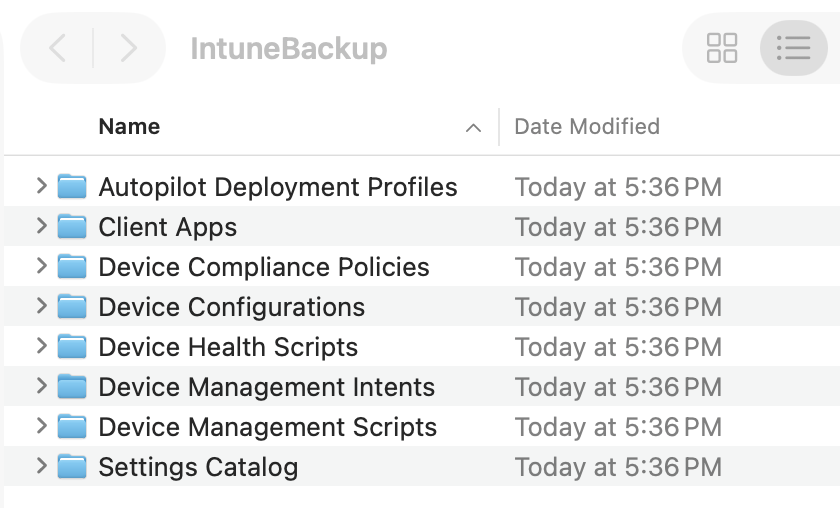 IntuneBackup
Name Date Modified
Autopilot Deployment Profiles Today at 5:36 PM
Client Apps Today at 5:36 PM
Device Compliance Policies Today at 5:36 PM
Device Configurations Today at 5:36 PM
Device Health Scripts Today at 5:36 PM
Device Management Intents Today at 5:36 PM
Device Management Scripts Today at 5:36 PM
Settings Catalog Today at 5:36 PM